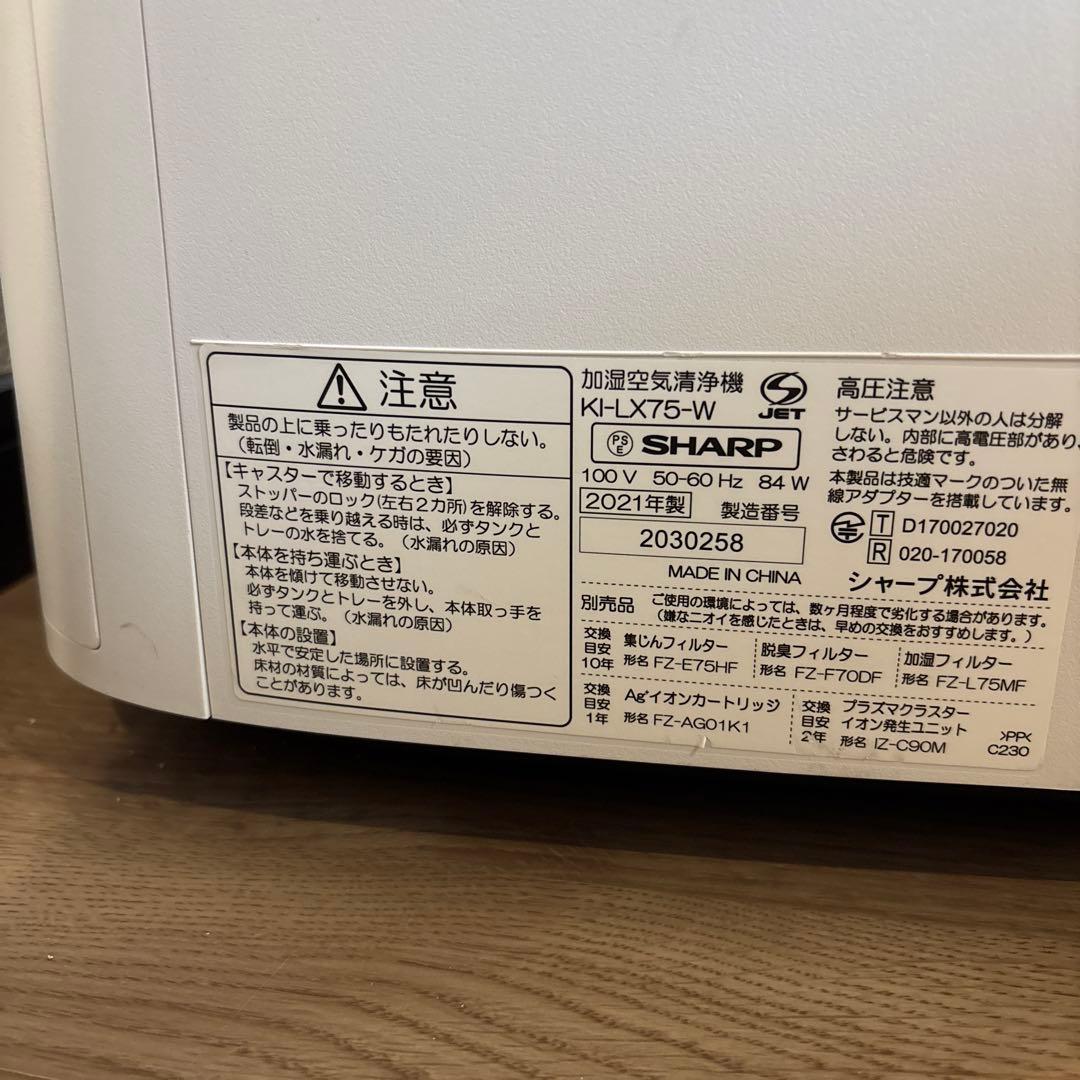 注意
製品の上に乗ったりもたれたりしない。
（転倒・水漏れ・ケガの要因）
【キャスターで移動するとき】
ストッパーのロック(左右２カ所)を解除する。
段差などを乗り越える時は、必ずタンクと
トレーの水を捨てる。（水漏れの原因）
【本体を持ち運ぶとき】
本体を傾けて移動させない。
必ずタンクとトレーを外し、本体取っ手を
持って運ぶ。（水漏れの原因）
【本体の設置】
水平で安定した場所に設置する。
床材の材質によっては、床が凹んだり傷つく
ことがあります。
加湿空気清浄機
KI-LX75-W
JET
PSE SHARP
100 V 50-60 Hz 84 W
2021年製 製造番号
2030258
MADE IN CHINA
高圧注意
サービスマン以外の人は分解
しない。内部に高電圧部があり、
さわると危険です。
本製品は技適マークのついた無
線アダプターを搭載しています。
T D170027020
R 020-170058
シャープ株式会社
別売品 ご使用の環境によっては、数ヶ月程度で劣化する場合があります。
（嫌なニオイを感じたときは、早めの交換をおすすめします。）
交換目安10年 集じんフィルター 形名 FZ-E75HF
脱臭フィルター 形名 FZ-F70DF
加湿フィルター 形名 FZ-L75MF
交換目安1年 Ag⁺イオンカートリッジ 形名 FZ-AG01K1
交換目安2年 プラズマクラスターイオン発生ユニット 形名 IZ-C90M
>PP<
C230